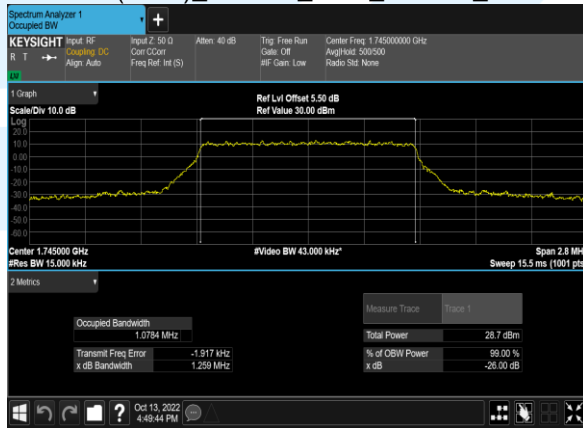 Spectrum Analyzer 1
Occupied BW
+
KEYSIGHT Input: RF Input Z: 50 Ω Atten: 40 dB Trig: Free Run Center Freq: 1.745000000 GHz
R T Coupling: DC Corr CCorr Gate: Off Avg|Hold: 500/500
Align: Auto Freq Ref: Int (S) #IF Gain: Low Radio Std: None
LXI
1 Graph
Ref Lvl Offset 5.50 dB
Scale/Div 10.0 dB Ref Value 30.00 dBm
Log
20.0
10.0
0.00
-10.0
-20.0
-30.0
-40.0
-50.0
-60.0
Center 1.745000 GHz #Video BW 43.000 kHz* Span 2.8 MH
#Res BW 15.000 kHz Sweep 15.5 ms (1001 pts
2 Metrics
Measure Trace Trace 1
Occupied Bandwidth
1.0784 MHz Total Power 28.7 dBm
Transmit Freq Error -1.917 kHz % of OBW Power 99.00 %
x dB Bandwidth 1.259 MHz x dB -26.00 dB
? Oct 13, 2022
4:49:44 PM